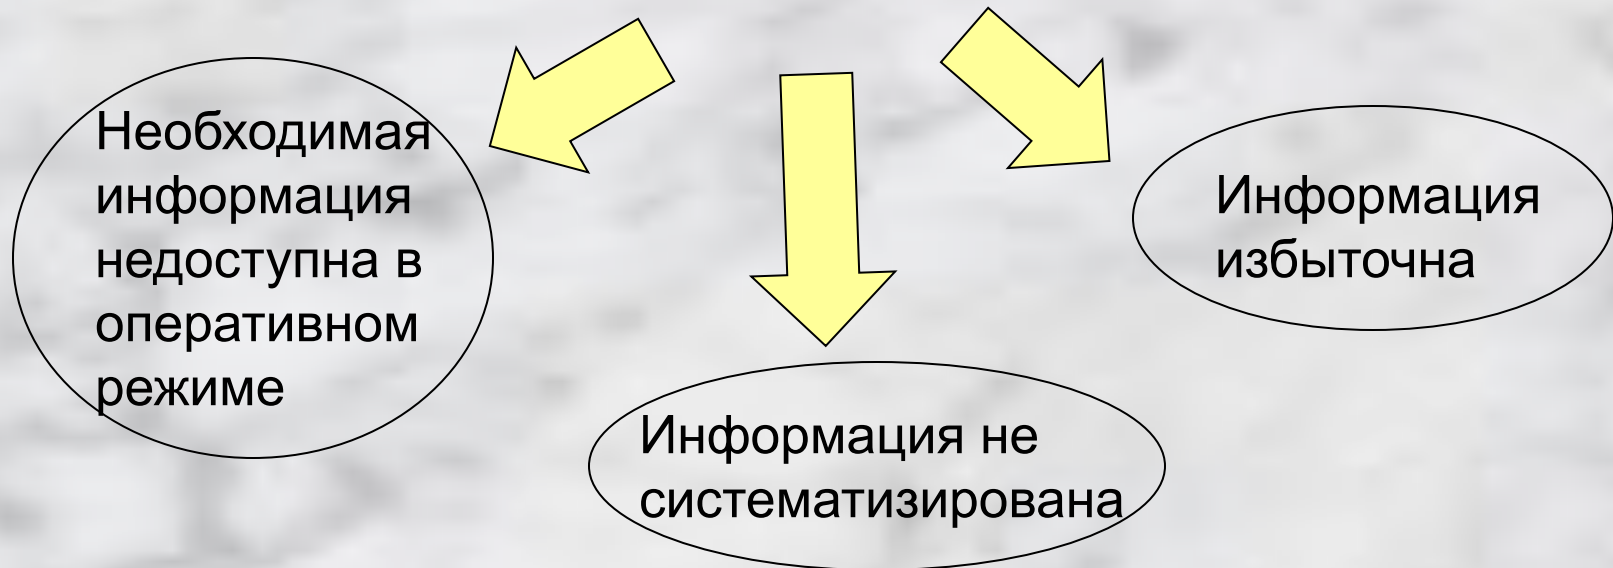 Необходимая
информация
недоступна в
оперативном
режиме
Информация не
систематизирована
Информация
избыточна